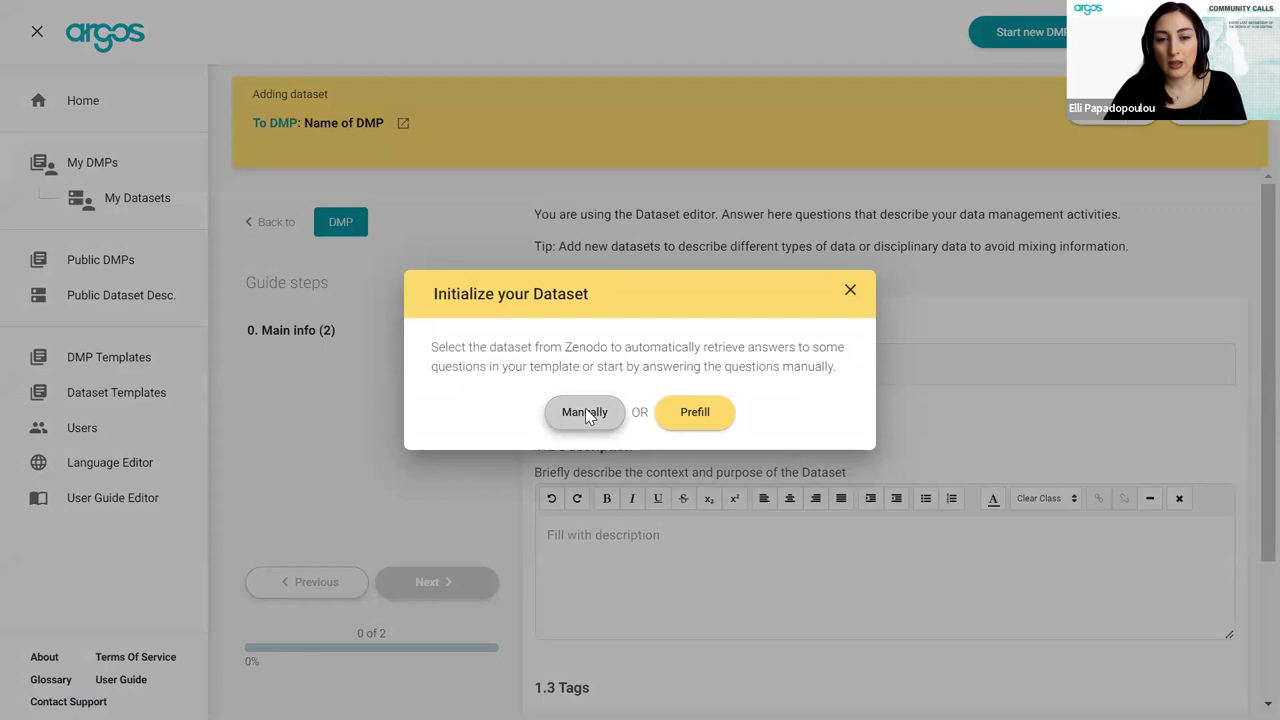 argos
Start new DMP
argos
COMMUNITY CALLS
Elli Papadopoulou
Home
My DMPs
My Datasets
Public DMPs
Public Dataset Desc.
DMP Templates
Dataset Templates
Users
Language Editor
User Guide Editor
About
Terms Of Service
Glossary
User Guide
Contact Support
Adding dataset
To DMP: Name of DMP
Back to
DMP
Guide steps
0. Main info (2)
Previous
Next
0 of 2
0%
You are using the Dataset editor. Answer here questions that describe your data management activities.
Tip: Add new datasets to describe different types of data or disciplinary data to avoid mixing information.
Initialize your Dataset
Select the dataset from Zenodo to automatically retrieve answers to some
questions in your template or start by answering the questions manually.
Manually
OR
Prefill
Briefly describe the context and purpose of the Dataset
B I U S x₂ x² A Clear Class
Fill with description
1.3 Tags